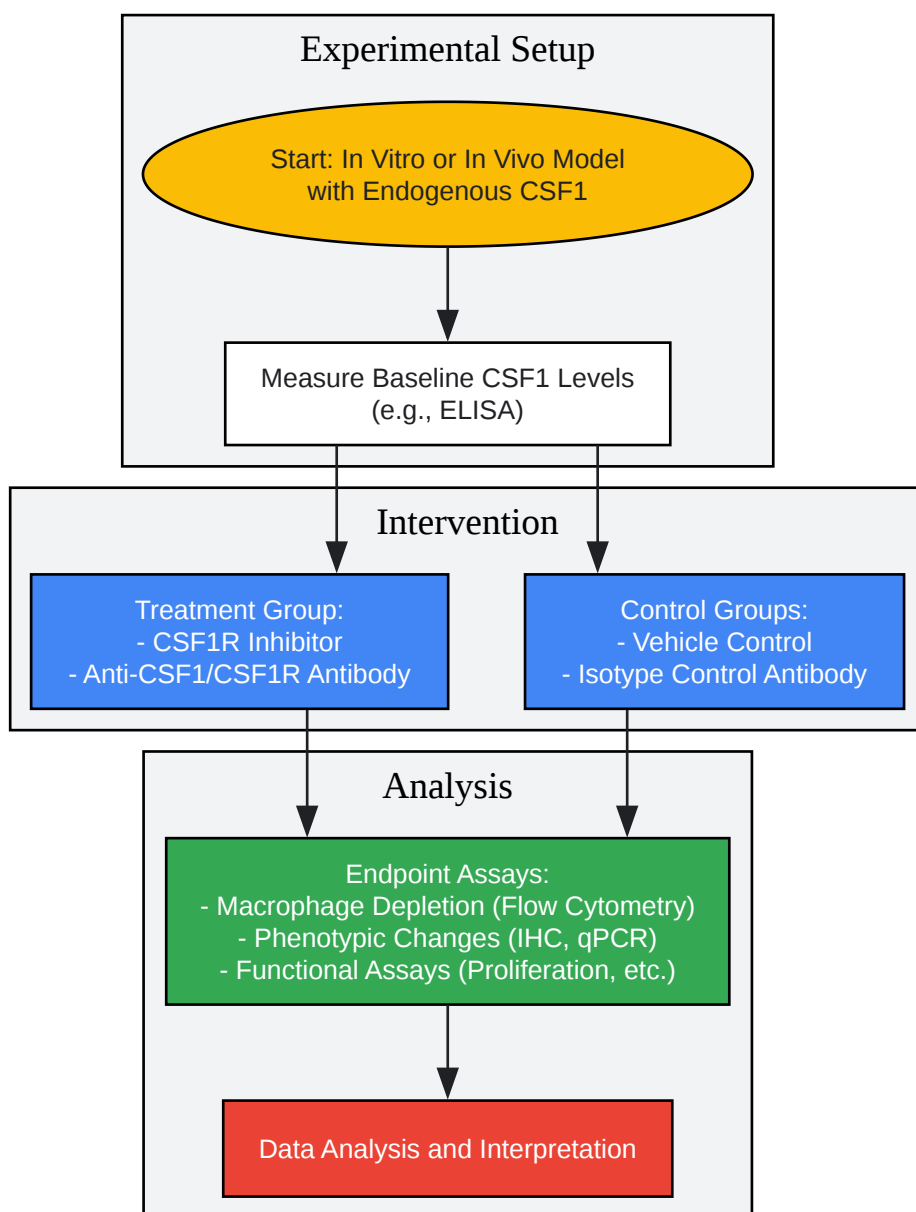 Experimental Setup
Start: In Vitro or In Vivo Model
with Endogenous CSF1
Measure Baseline CSF1 Levels
(e.g., ELISA)
Intervention
Treatment Group:
- CSF1R Inhibitor
- Anti-CSF1/CSF1R Antibody
Control Groups:
- Vehicle Control
- Isotype Control Antibody
Analysis
Endpoint Assays:
- Macrophage Depletion (Flow Cytometry)
- Phenotypic Changes (IHC, qPCR)
- Functional Assays (Proliferation, etc.)
Data Analysis and Interpretation